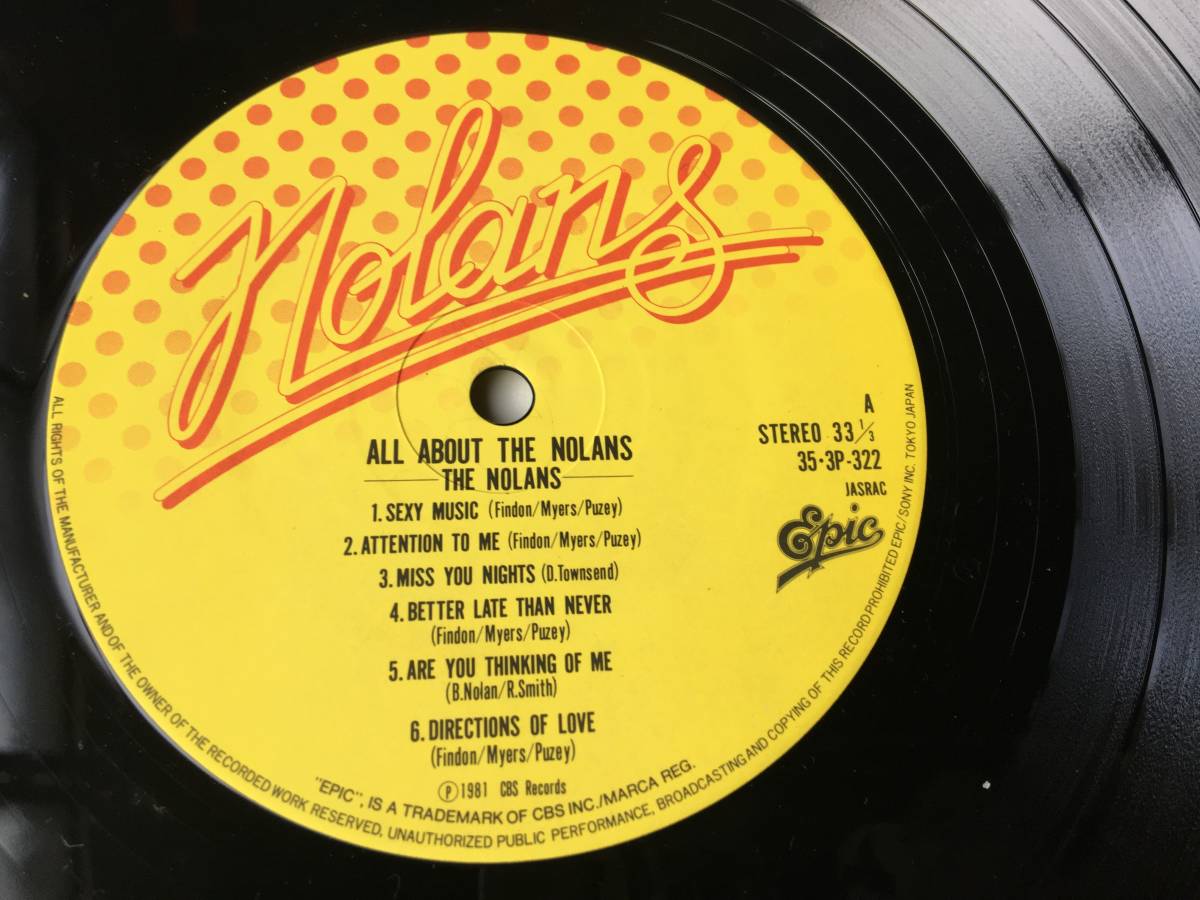 Nolans
ALL ABOUT THE NOLANS
THE NOLANS
A
STEREO 33 1/3
35・3P-322
JASRAC
Epic
1. SEXY MUSIC (Findon/Myers/Puzey)
2. ATTENTION TO ME (Findon/Myers/Puzey)
3. MISS YOU NIGHTS (D.Townsend)
4. BETTER LATE THAN NEVER
(Findon/Myers/Puzey)
5. ARE YOU THINKING OF ME
(B.Nolan/R.Smith)
6. DIRECTIONS OF LOVE
(Findon/Myers/Puzey)
Ⓟ1981 CBS Records
"EPIC", IS A TRADEMARK OF CBS INC./MARCA REG.
ALL RIGHTS OF THE MANUFACTURER AND OF THE OWNER OF THE RECORDED WORK RESERVED, UNAUTHORIZED PUBLIC PERFORMANCE, BROADCASTING AND COPYING OF THIS RECORD PROHIBITED EPIC/SONY INC. TOKYO JAPAN